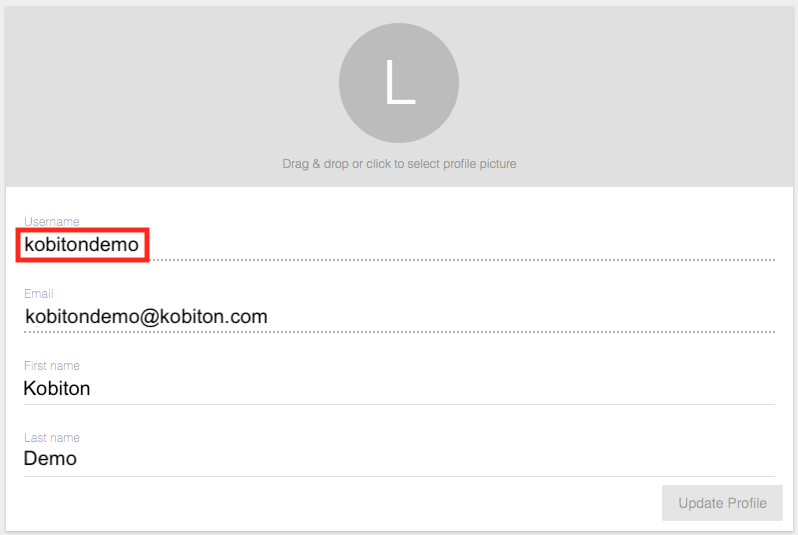 L
Drag & drop or click to select profile picture
Username
kobitondemo
Email
kobitondemo@kobiton.com
First name
Kobiton
Last name
Demo
Update Profile